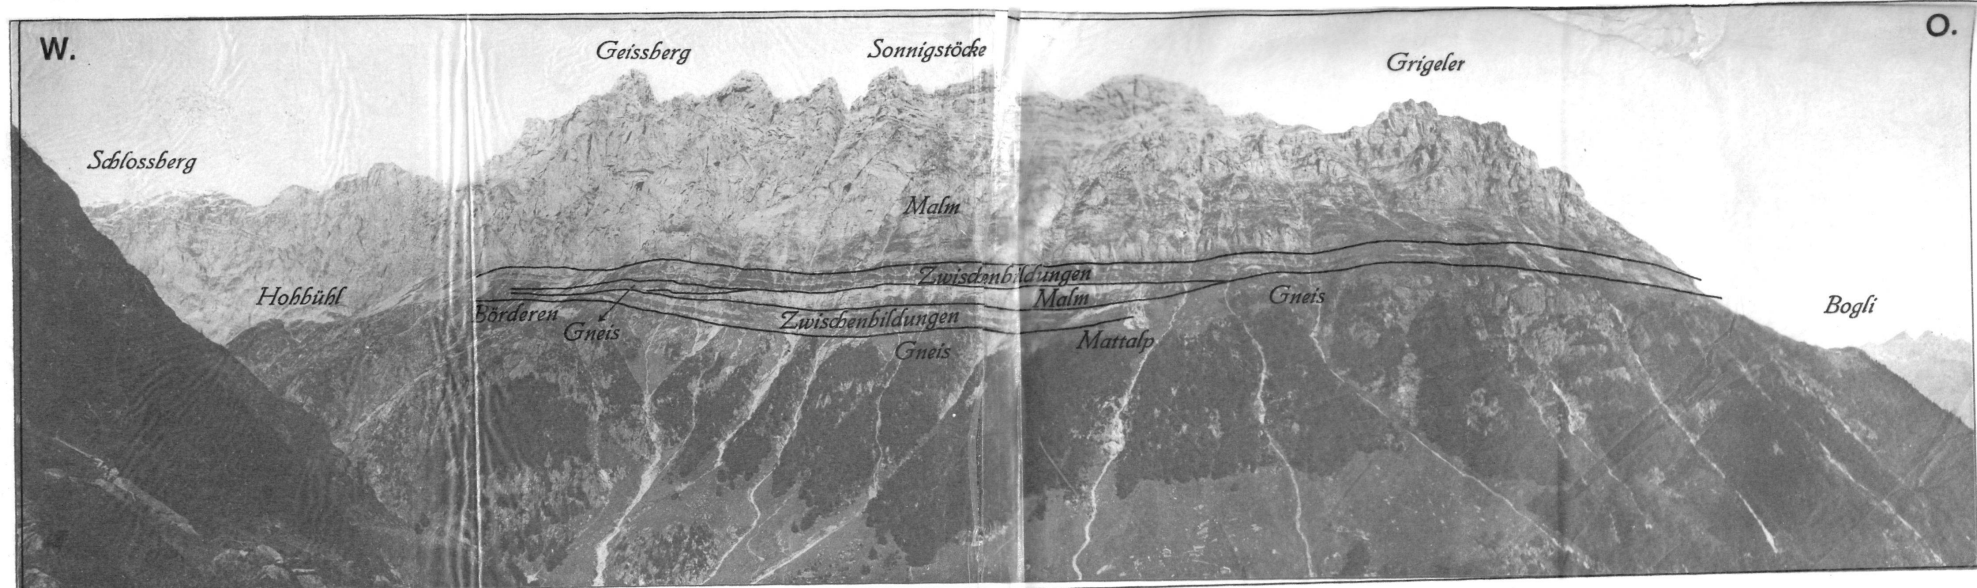 W.
O.
Geissberg
Sonnigstöcke
Grigeler
Schlossberg
Malm
Zwischenbildungen
Hohbühl
Malm
Gneis
Bogli
Börderen
Gneis
Zwischenbildungen
Mattalp
Gneis